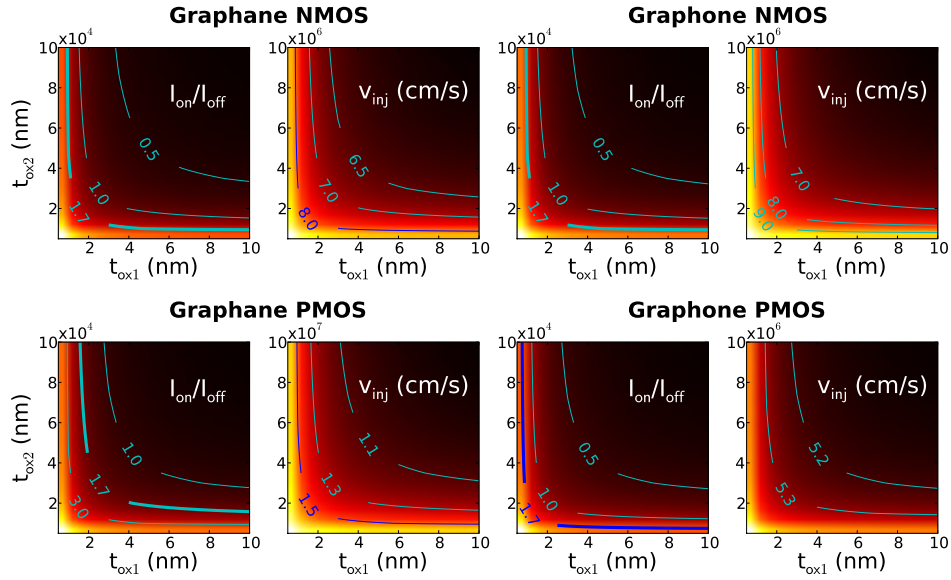 Graphane NMOS
Graphone NMOS
x10^4
x10^6
x10^4
x10^6
I_on/I_off
v_inj (cm/s)
I_on/I_off
v_inj (cm/s)
t_ox2 (nm)
10
8
6
4
2
0.5
1.0
1.7
6.5
7.0
8.0
0.5
1.0
1.7
7.0
8.0
9.0
2 4 6 8 10
2 4 6 8 10
2 4 6 8 10
2 4 6 8 10
t_ox1 (nm)
t_ox1 (nm)
t_ox1 (nm)
t_ox1 (nm)
Graphane PMOS
Graphone PMOS
x10^4
x10^7
x10^4
x10^6
I_on/I_off
v_inj (cm/s)
I_on/I_off
v_inj (cm/s)
t_ox2 (nm)
10
8
6
4
2
1.0
1.7
3.0
1.1
1.3
1.5
0.5
1.0
1.7
5.2
5.3
2 4 6 8 10
2 4 6 8 10
2 4 6 8 10
2 4 6 8 10
t_ox1 (nm)
t_ox1 (nm)
t_ox1 (nm)
t_ox1 (nm)